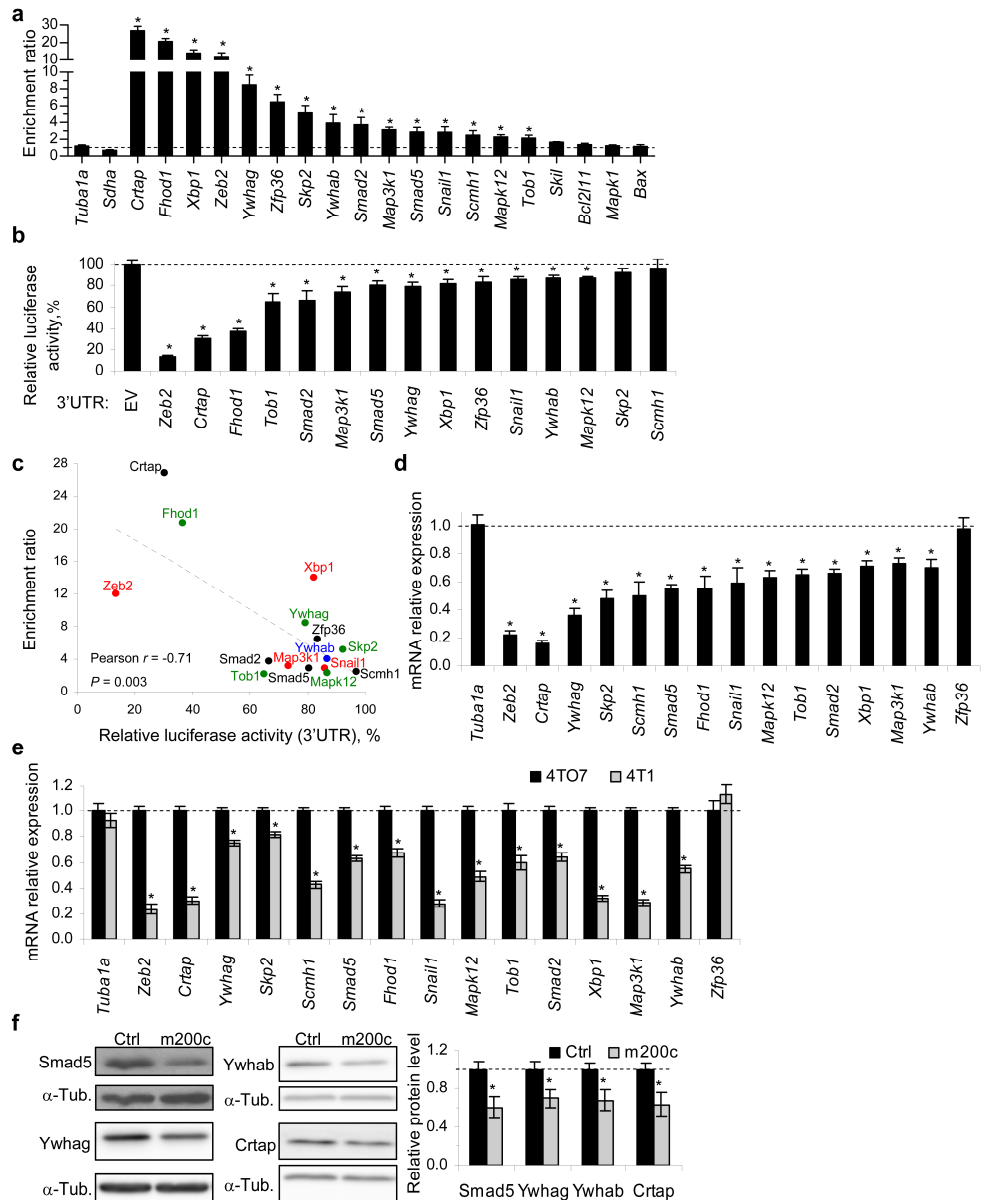 a
Enrichment ratio
30
20
10
10
8
6
4
2
0
* * * * * * * * * * * * * * *
Tuba1a Sdha Crtap Fhod1 Xbp1 Zeb2 Ywhag Zfp36 Skp2 Ywhab Smad2 Map3k1 Smad5 Snail1 Scmh1 Mapk12 Tob1 Skil Bcl2l11 Mapk1 Bax
b
Relative luciferase activity, %
100
80
60
40
20
0
* * * * * * * * * * * * *
3'UTR: EV Zeb2 Crtap Fhod1 Tob1 Smad2 Map3k1 Smad5 Ywhag Xbp1 Zfp36 Snail1 Ywhab Mapk12 Skp2 Scmh1
c
Enrichment ratio
28
24
20
16
12
8
4
0
Crtap
Fhod1
Xbp1
Zeb2
Ywhag
Zfp36
Ywhab Skp2
Smad2 Map3k1 Snail1
Tob1 Smad5 Mapk12 Scmh1
Pearson r = -0.71
P = 0.003
0 20 40 60 80 100
Relative luciferase activity (3'UTR), %
d
mRNA relative expression
1.0
0.8
0.6
0.4
0.2
0.0
* * * * * * * * * * * * * *
Tuba1a Zeb2 Crtap Ywhag Skp2 Scmh1 Smad5 Fhod1 Snail1 Mapk12 Tob1 Smad2 Xbp1 Map3k1 Ywhab Zfp36
e
mRNA relative expression
4TO7 4T1
1.2
1.0
0.8
0.6
0.4
0.2
0.0
* * * * * * * * * * * * * *
Tuba1a Zeb2 Crtap Ywhag Skp2 Scmh1 Smad5 Fhod1 Snail1 Mapk12 Tob1 Smad2 Xbp1 Map3k1 Ywhab Zfp36
f
Ctrl m200c
Smad5
α-Tub.
Ywhag
α-Tub.
Ctrl m200c
Ywhab
α-Tub.
Crtap
α-Tub.
Relative protein level
Ctrl m200c
1.2
0.8
0.4
0.0
* * * *
Smad5 Ywhag Ywhab Crtap